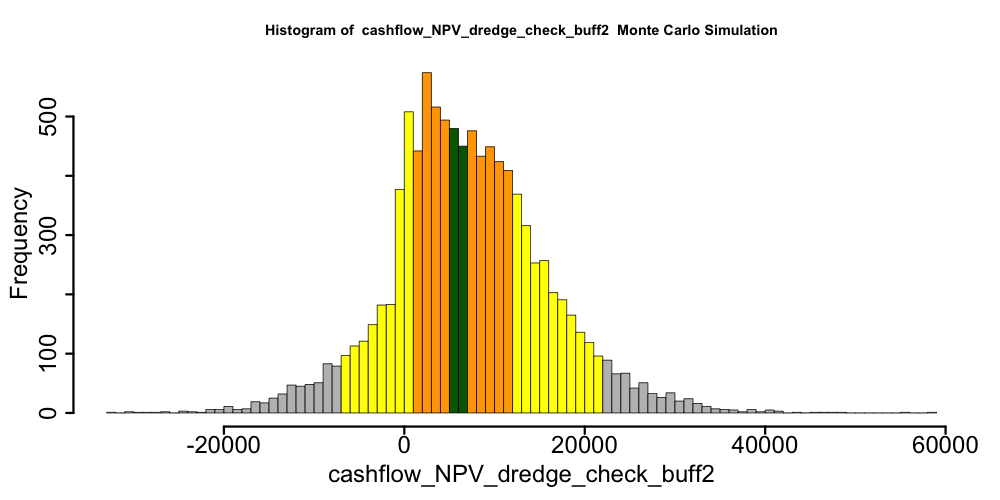 Histogram of  cashflow_NPV_dredge_check_buff2  Monte Carlo Simulation
Frequency
500
300
100
0
-20000 0 20000 40000 60000
cashflow_NPV_dredge_check_buff2